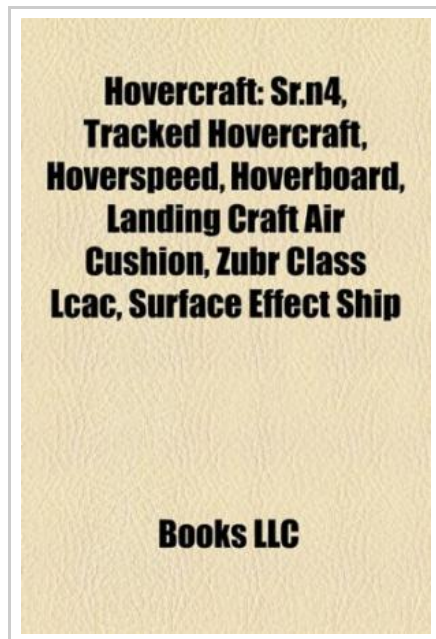 Hovercraft: Sr.n4,
Tracked Hovercraft,
Hoverspeed, Hoverboard,
Landing Craft Air
Cushion, Zubr Class
Lcac, Surface Effect Ship
Books LLC